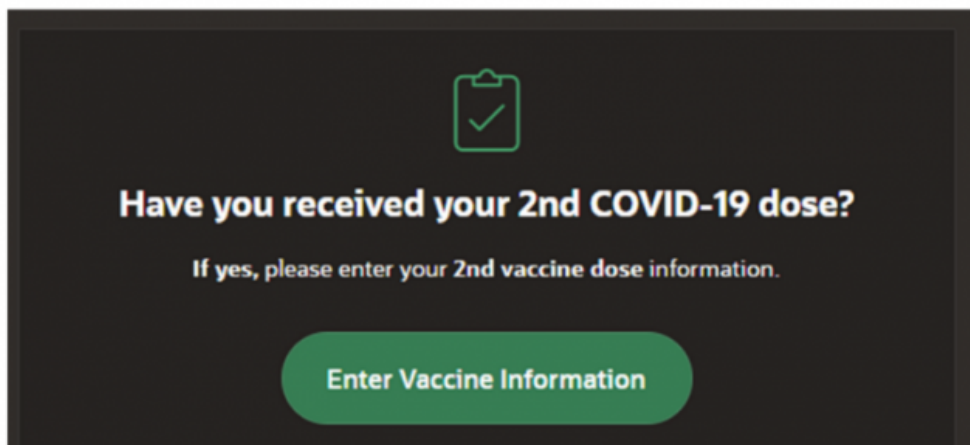 Have you received your 2nd COVID-19 dose?
If yes, please enter your 2nd vaccine dose information.
Enter Vaccine Information